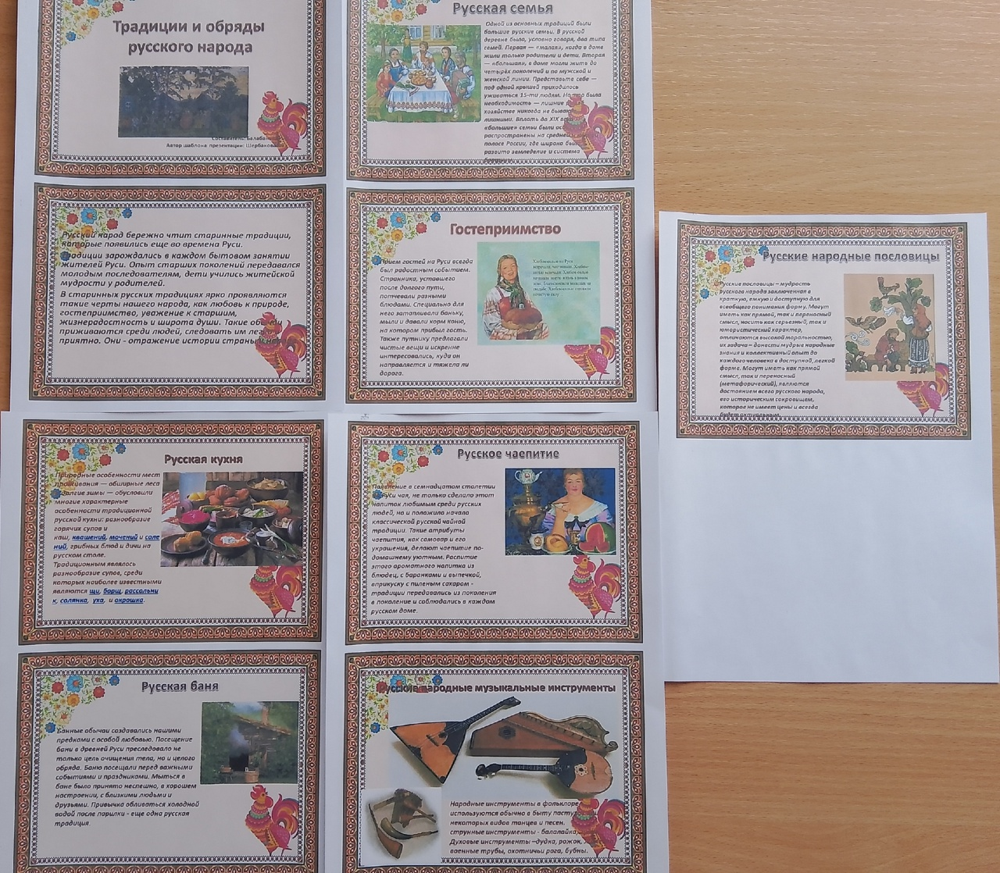 Традиции и обряды
русского народа
Составитель: Балаба
Автор шаблона презентации: Шербакова
Русский народ бережно чтит старинные традиции,
которые появились еще во времена Руси.
Традиции зарождались в каждом бытовом занятии
жителей Руси. Опыт старших поколений передавался
молодым последователям, дети учились житейской
мудрости у родителей.
В старинных русских традициях ярко проявляются
такие черты нашего народа, как любовь к природе,
гостеприимство, уважение к старшим,
жизнерадостность и широта души. Такие обычаи
приживаются среди людей, следовать им легко и
приятно. Они - отражение истории страны и
Русская семья
Одной из основных традиций были
большие русские семьи. В русской
деревне было, условно говоря, два типа
семей. Первая — «малая», когда в доме
жили только родители и дети. Вторая
— «большая», в доме могли жить до
четырёх поколений и по мужской и
женской линии. Представьте себе —
под одной крышей приходилось
уживаться 15-ти людям. Но это была
необходимость — лишние
хозяйстве никогда не бываю
лишними. Вплоть до XIX ве
«большие» семьи были ос
распространены на средней
полосе России, где широко был
развито земледелие и система
Гостеприимство
Прием гостей на Руси всегда
был радостным событием.
Странника, уставшего
после долгого пути,
потчевали разными
блюдами. Специально для
него затапливали баньку,
мыли и давали корм коню,
на котором прибыл гость.
Также путнику предлагали
чистые вещи и искренне
интересовались, куда он
направляется и тяжела ли
дорога.
Хлебом-солью на Руси
Русские народные пословицы
Русские пословицы – мудрость
русского народа заключенная в
краткую, емкую и доступную для
всеобщего понимания форму. Могут
иметь как прямой, так и переносный
смысл, носить как серьезный, так и
юмористический характер,
отличаются высокой моральностью,
их задача – донести мудрые народные
знания и коллективный опыт до
каждого человека в доступной, легкой
форме. Могут иметь как прямой
смысл, так и переносный
(метафорический), являются
достоянием всего русского народа,
его историческим сокровищем,
которое не имеет цены и всегда
будет актуальным.
Русская кухня
Природные особенности мест
проживания — обширные леса
и долгие зимы — обусловили
многие характерные
особенности традиционной
русской кухни: разнообразие
горячих супов и
каш, квашений, мочений и соле
ний, грибных блюд и дичи на
русском столе.
Традиционным являлось
разнообразие супов, среди
которых наиболее известными
являются щи, борщ, рассольни
к, солянка, уха, и окрошка.
Русское чаепитие
Появление в семнадцатом столетии
на Руси чая, не только сделало этот
напиток любимым среди русских
людей, но и положило начало
классической русской чайной
традиции. Такие атрибуты
чаепития, как самовар и его
украшения, делают чаепитие по-
домашнему уютным. Распитие
этого ароматного напитка из
блюдец, с баранками и выпечкой,
вприкуску с пиленым сахаром -
традиции передавались из поколения
в поколение и соблюдались в каждом
русском доме.
Русская баня
Банные обычаи создавались нашими
предками с особой любовью. Посещение
бани в древней Руси преследовало не
только цель очищения тела, но и целого
обряда. Баню посещали перед важными
событиями и праздниками. Мыться в
бане было принято неспешно, в хорошем
настроении, с близкими людьми и
друзьями. Привычка обливаться холодной
водой после парилки - еще одна русская
традиция.
Русские народные музыкальные инструменты
Народные инструменты в фольклоре
используются обычно в быту пастух
некоторых видов танцев и песен.
струнные инструменты - балалайка,
Духовые инструменты –дудка, рожок,
военные трубы, охотничьи рога, бубны.